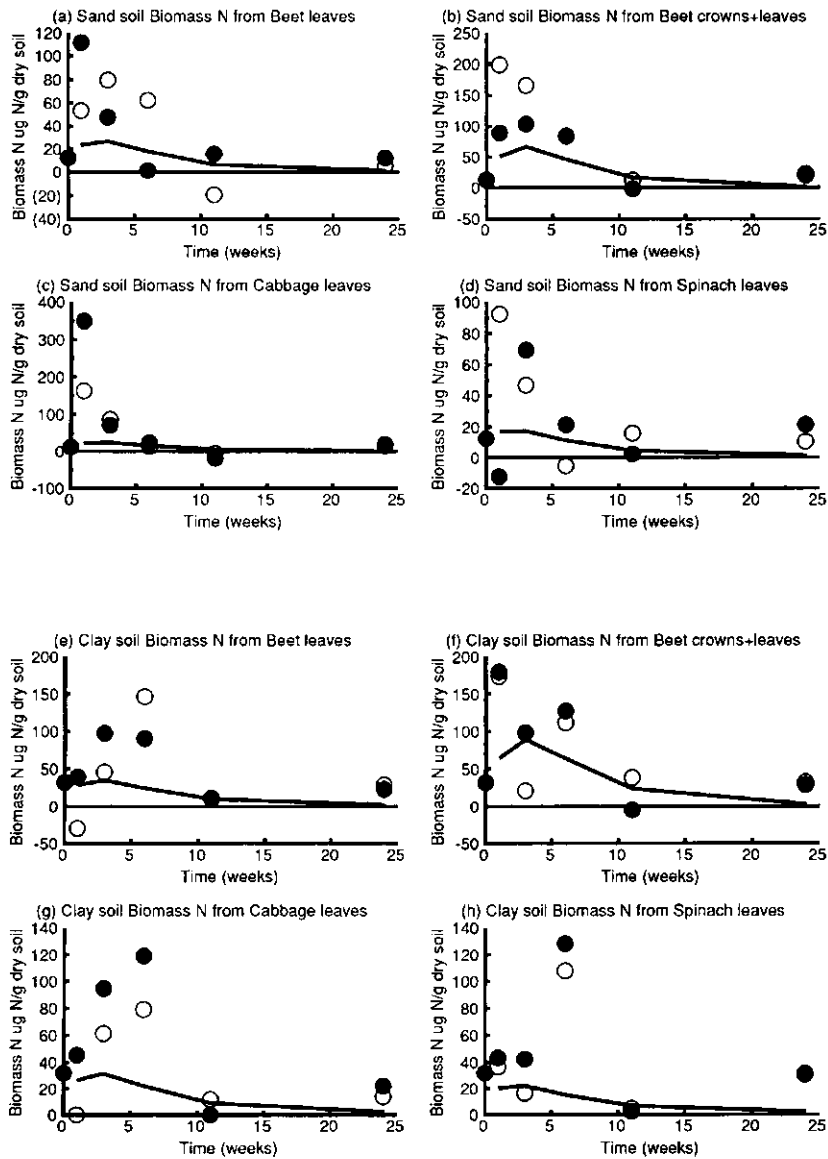 (a) Sand soil Biomass N from Beet leaves
Biomass N ug N/g dry soil
120
100
80
60
40
20
0
(20)
(40)
0 5 10 15 20 25
Time (weeks)
(b) Sand soil Biomass N from Beet crowns+leaves
Biomass N ug N/g dry soil
250
200
150
100
50
0
-50
0 5 10 15 20 25
Time (weeks)
(c) Sand soil Biomass N from Cabbage leaves
Biomass N ug N/g dry soil
400
300
200
100
0
-100
0 5 10 15 20 25
Time (weeks)
(d) Sand soil Biomass N from Spinach leaves
Biomass N ug N/g dry soil
100
80
60
40
20
0
-20
0 5 10 15 20 25
Time (weeks)
(e) Clay soil Biomass N from Beet leaves
Biomass N ug N/g dry soil
200
150
100
50
0
-50
0 5 10 15 20 25
Time (weeks)
(f) Clay soil Biomass N from Beet crowns+leaves
Biomass N ug N/g dry soil
200
150
100
50
0
-50
0 5 10 15 20 25
Time (weeks)
(g) Clay soil Biomass N from Cabbage leaves
Biomass N ug N/g dry soil
140
120
100
80
60
40
20
0
0 5 10 15 20 25
Time (weeks)
(h) Clay soil Biomass N from Spinach leaves
Biomass N ug N/g dry soil
140
120
100
80
60
40
20
0
0 5 10 15 20 25
Time (weeks)